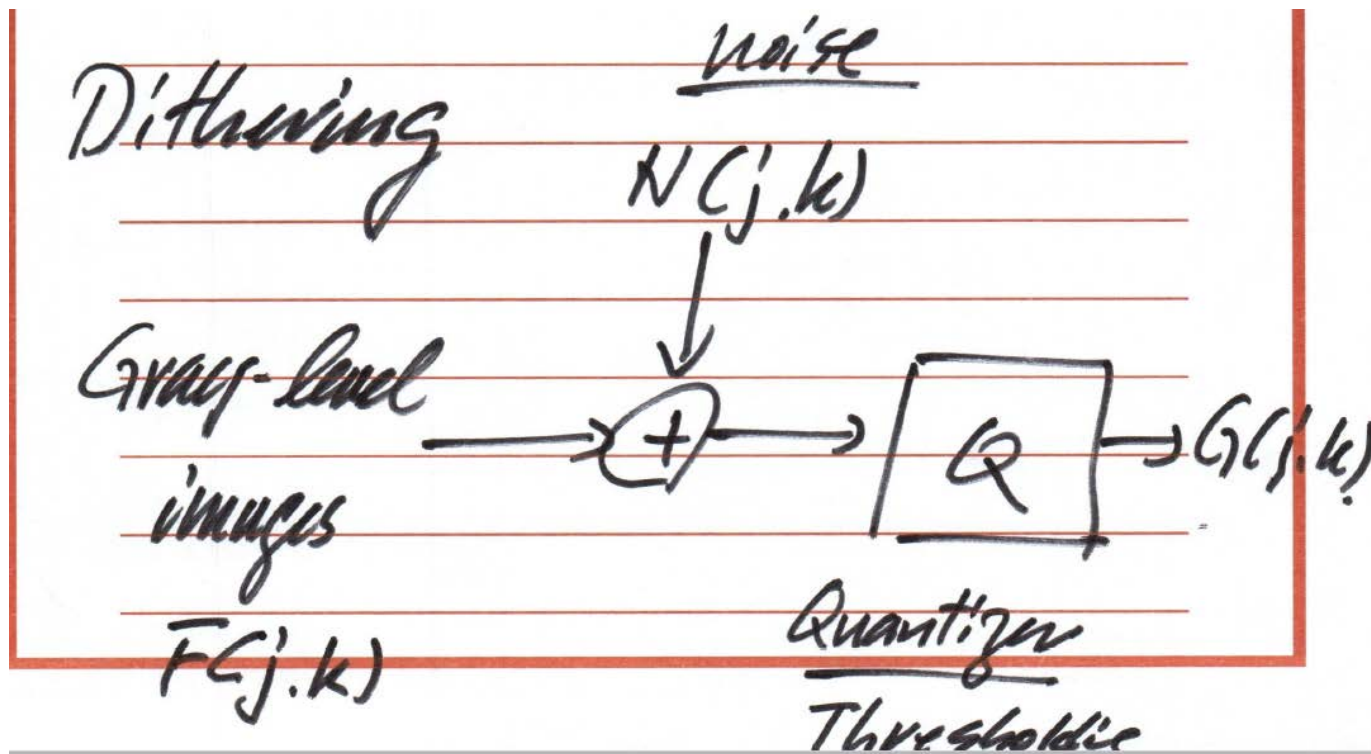 noise
Dithering
N(j.k)
Gray-level
+
Q
G(j.k)
images
Quantizer
F(j.k)